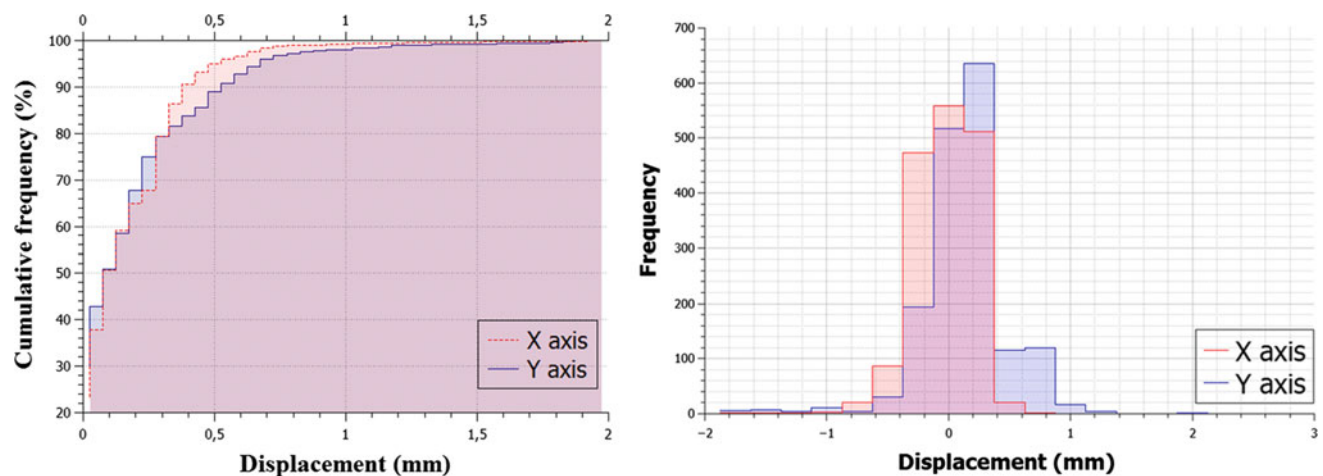 0 0,5 1 1,5 2
100
90
80
70
60
50
40
30
20
Cumulative frequency (%)
X axis
Y axis
0 0,5 1 1,5 2
Displacement (mm)
700
600
500
400
300
200
100
0
Frequency
X axis
Y axis
−2 −1 0 1 2 3
Displacement (mm)